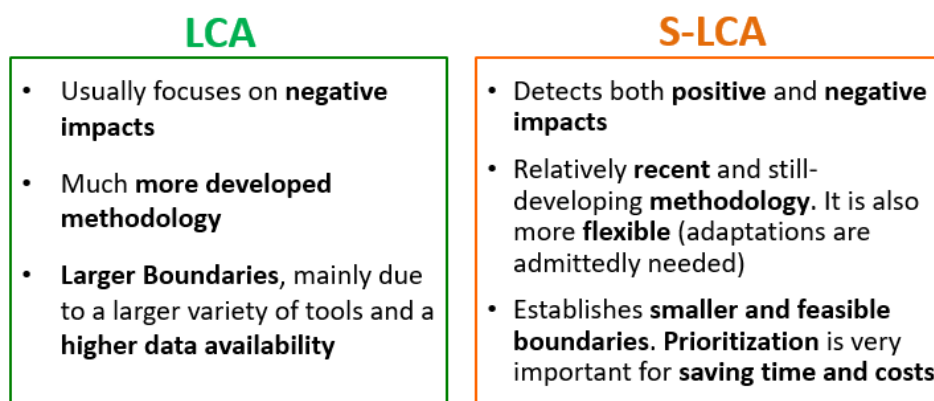 LCA
• Usually focuses on negative
impacts
• Much more developed
methodology
• Larger Boundaries, mainly due
to a larger variety of tools and a
higher data availability
S-LCA
• Detects both positive and negative
impacts
• Relatively recent and still-
developing methodology. It is also
more flexible (adaptations are
admittedly needed)
• Establishes smaller and feasible
boundaries. Prioritization is very
important for saving time and costs